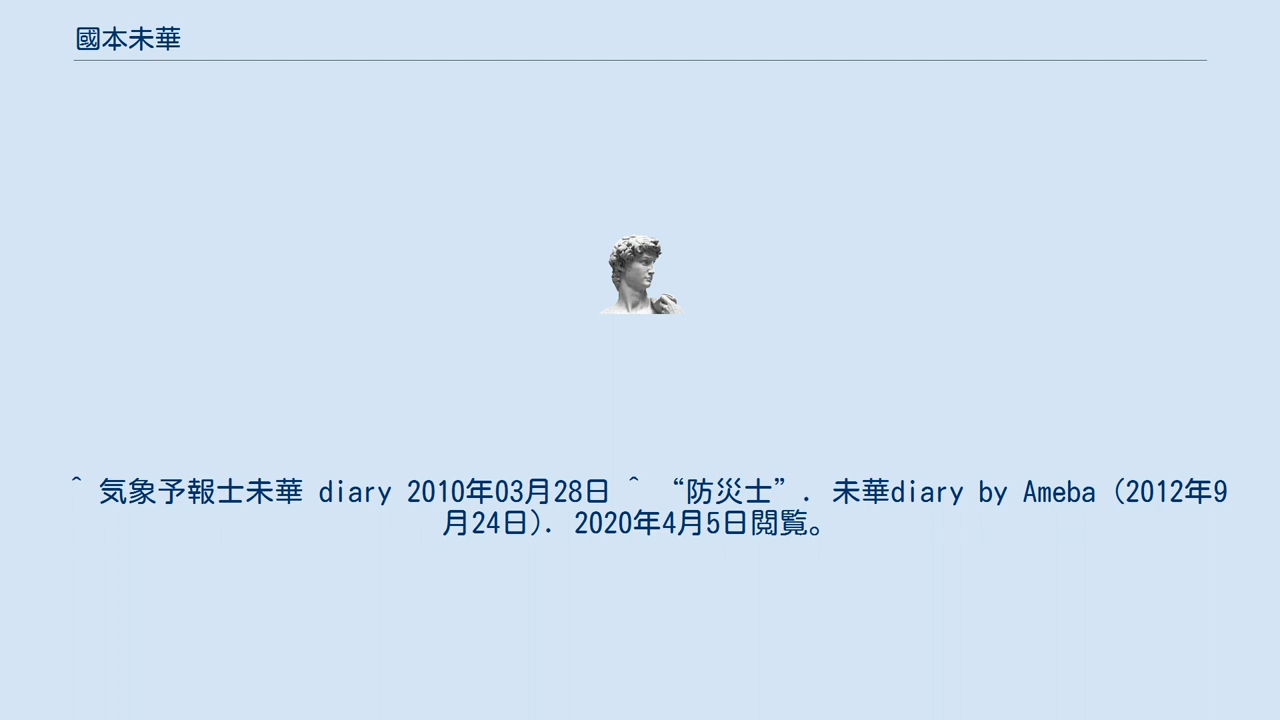 國本未華
^ 気象予報士未華 diary 2010年03月28日 ^ “防災士”. 未華diary by Ameba (2012年9
月24日). 2020年4月5日閲覧。